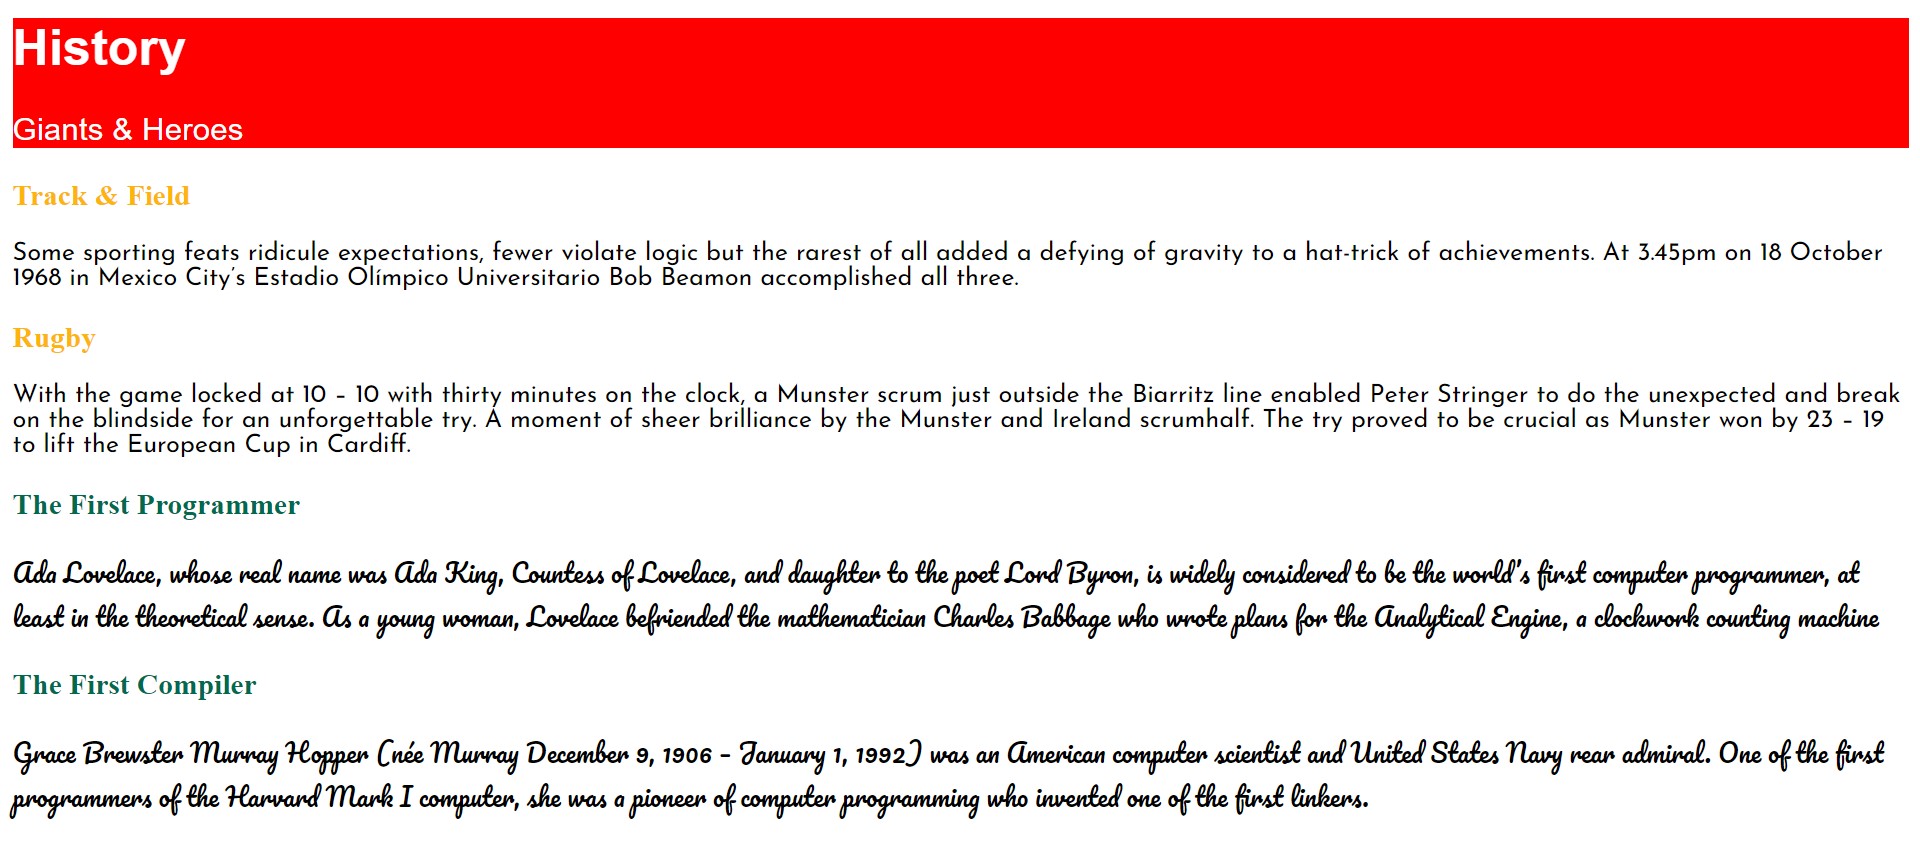 History
Giants & Heroes
Track & Field
Some sporting feats ridicule expectations, fewer violate logic but the rarest of all added a defying of gravity to a hat-trick of achievements. At 3.45pm on 18 October
1968 in Mexico City's Estadio Olímpico Universitario Bob Beamon accomplished all three.
Rugby
With the game locked at 10 – 10 with thirty minutes on the clock, a Munster scrum just outside the Biarritz line enabled Peter Stringer to do the unexpected and break
on the blindside for an unforgettable try. A moment of sheer brilliance by the Munster and Ireland scrumhalf. The try proved to be crucial as Munster won by 23 – 19
to lift the European Cup in Cardiff.
The First Programmer
Ada Lovelace, whose real name was Ada King, Countess of Lovelace, and daughter to the poet Lord Byron, is widely considered to be the world's first computer programmer, at
least in the theoretical sense. As a young woman, Lovelace befriended the mathematician Charles Babbage who wrote plans for the Analytical Engine, a clockwork counting machine
The First Compiler
Grace Brewster Murray Hopper (née Murray December 9, 1906 – January 1, 1992) was an American computer scientist and United States Navy rear admiral. One of the first
programmers of the Harvard Mark I computer, she was a pioneer of computer programming who invented one of the first linkers.